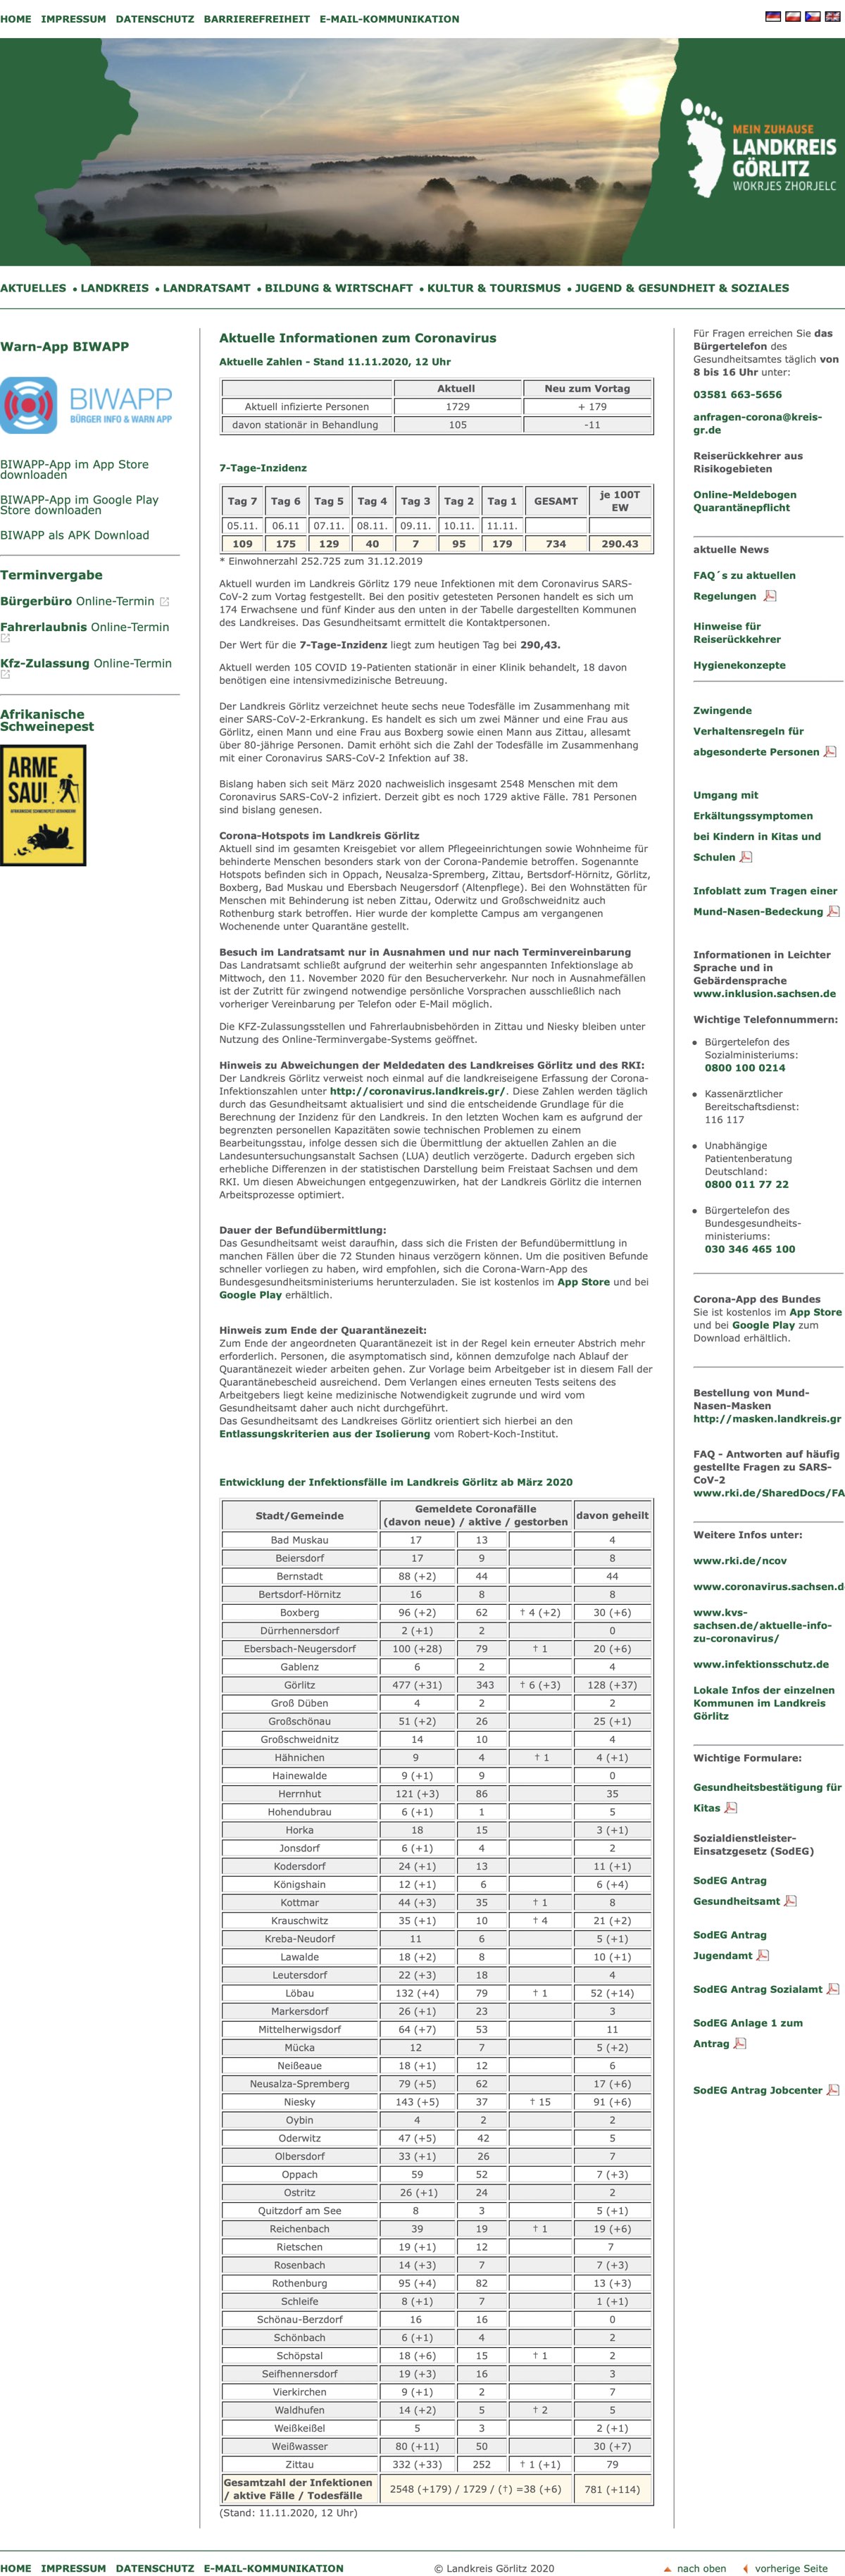 HOME IMPRESSUM DATENSCHUTZ BARRIEREFREIHEIT E-MAIL-KOMMUNIKATION
MEIN ZUHAUSE
LANDKREIS
GÖRLITZ
WOKRJES ZHORJELC
AKTUELLES • LANDKREIS • LANDRATSAMT • BILDUNG & WIRTSCHAFT • KULTUR & TOURISMUS • JUGEND & GESUNDHEIT & SOZIALES
Warn-App BIWAPP
BIWAPP
BÜRGER INFO & WARN APP
BIWAPP-App im App Store
downloaden
BIWAPP-App im Google Play
Store downloaden
BIWAPP als APK Download
Terminvergabe
Bürgerbüro Online-Termin
Fahrerlaubnis Online-Termin
Kfz-Zulassung Online-Termin
Afrikanische
Schweinepest
ARME
SAU!
Aktuelle Informationen zum Coronavirus
Aktuelle Zahlen - Stand 11.11.2020, 12 Uhr
Aktuell Neu zum Vortag
Aktuell infizierte Personen 1729 + 179
davon stationär in Behandlung 105 -11
7-Tage-Inzidenz
Tag 7 Tag 6 Tag 5 Tag 4 Tag 3 Tag 2 Tag 1 GESAMT je 100T
EW
05.11. 06.11 07.11. 08.11. 09.11. 10.11. 11.11.
109 175 129 40 7 95 179 734 290.43
* Einwohnerzahl 252.725 zum 31.12.2019
Aktuell wurden im Landkreis Görlitz 179 neue Infektionen mit dem Coronavirus SARS-
CoV-2 zum Vortag festgestellt. Bei den positiv getesteten Personen handelt es sich um
174 Erwachsene und fünf Kinder aus den unten in der Tabelle dargestellten Kommunen
des Landkreises. Das Gesundheitsamt ermittelt die Kontaktpersonen.
Der Wert für die 7-Tage-Inzidenz liegt zum heutigen Tag bei 290,43.
Aktuell werden 105 COVID 19-Patienten stationär in einer Klinik behandelt, 18 davon
benötigen eine intensivmedizinische Betreuung.
Der Landkreis Görlitz verzeichnet heute sechs neue Todesfälle im Zusammenhang mit
einer SARS-CoV-2-Erkrankung. Es handelt es sich um zwei Männer und eine Frau aus
Görlitz, einen Mann und eine Frau aus Boxberg sowie einen Mann aus Zittau, allesamt
über 80-jährige Personen. Damit erhöht sich die Zahl der Todesfälle im Zusammenhang
mit einer Coronavirus SARS-CoV-2 Infektion auf 38.
Bislang haben sich seit März 2020 nachweislich insgesamt 2548 Menschen mit dem
Coronavirus SARS-CoV-2 infiziert. Derzeit gibt es noch 1729 aktive Fälle. 781 Personen
sind bislang genesen.
Corona-Hotspots im Landkreis Görlitz
Aktuell sind im gesamten Kreisgebiet vor allem Pflegeeinrichtungen sowie Wohnheime für
behinderte Menschen besonders stark von der Corona-Pandemie betroffen. Sogenannte
Hotspots befinden sich in Oppach, Neusalza-Spremberg, Zittau, Bertsdorf-Hörnitz, Görlitz,
Boxberg, Bad Muskau und Ebersbach Neugersdorf (Altenpflege). Bei den Wohnstätten für
Menschen mit Behinderung ist neben Zittau, Oderwitz und Großschweidnitz auch
Rothenburg stark betroffen. Hier wurde der komplette Campus am vergangenen
Wochenende unter Quarantäne gestellt.
Besuch im Landratsamt nur in Ausnahmen und nur nach Terminvereinbarung
Das Landratsamt schließt aufgrund der weiterhin sehr angespannten Infektionslage ab
Mittwoch, den 11. November 2020 für den Besucherverkehr. Nur noch in Ausnahmefällen
ist der Zutritt für zwingend notwendige persönliche Vorsprachen ausschließlich nach
vorheriger Vereinbarung per Telefon oder E-Mail möglich.
Die KFZ-Zulassungsstellen und Fahrerlaubnisbehörden in Zittau und Niesky bleiben unter
Nutzung des Online-Terminvergabe-Systems geöffnet.
Hinweis zu Abweichungen der Meldedaten des Landkreises Görlitz und des RKI:
Der Landkreis Görlitz verweist noch einmal auf die landkreiseigene Erfassung der Corona-
Infektionszahlen unter http://coronavirus.landkreis.gr/. Diese Zahlen werden täglich
durch das Gesundheitsamt aktualisiert und sind die entscheidende Grundlage für die
Berechnung der Inzidenz für den Landkreis. In den letzten Wochen kam es aufgrund der
begrenzten personellen Kapazitäten sowie technischen Problemen zu einem
Bearbeitungsstau, infolge dessen sich die Übermittlung der aktuellen Zahlen an die
Landesuntersuchungsanstalt Sachsen (LUA) deutlich verzögerte. Dadurch ergeben sich
erhebliche Differenzen in der statistischen Darstellung beim Freistaat Sachsen und dem
RKI. Um diesen Abweichungen entgegenzuwirken, hat der Landkreis Görlitz die internen
Arbeitsprozesse optimiert.
Dauer der Befundübermittlung:
Das Gesundheitsamt weist daraufhin, dass sich die Fristen der Befundübermittlung in
manchen Fällen über die 72 Stunden hinaus verzögern können. Um die positiven Befunde
schneller vorliegen zu haben, wird empfohlen, sich die Corona-Warn-App des
Bundesgesundheitsministeriums herunterzuladen. Sie ist kostenlos im App Store und bei
Google Play erhältlich.
Hinweis zum Ende der Quarantänezeit:
Zum Ende der angeordneten Quarantänezeit ist in der Regel kein erneuter Abstrich mehr
erforderlich. Personen, die asymptomatisch sind, können demzufolge nach Ablauf der
Quarantänezeit wieder arbeiten gehen. Zur Vorlage beim Arbeitgeber ist in diesem Fall der
Quarantänebescheid ausreichend. Dem Verlangen eines erneuten Tests seitens des
Arbeitgebers liegt keine medizinische Notwendigkeit zugrunde und wird vom
Gesundheitsamt daher auch nicht durchgeführt.
Das Gesundheitsamt des Landkreises Görlitz orientiert sich hierbei an den
Entlassungskriterien aus der Isolierung vom Robert-Koch-Institut.
Entwicklung der Infektionsfälle im Landkreis Görlitz ab März 2020
Stadt/Gemeinde Gemeldete Coronafälle
(davon neue) / aktive / gestorben davon geheilt
Bad Muskau 17 13 4
Beiersdorf 17 9 8
Bernstadt 88 (+2) 44 44
Bertsdorf-Hörnitz 16 8 8
Boxberg 96 (+2) 62 † 4 (+2) 30 (+6)
Dürrhennersdorf 2 (+1) 2 0
Ebersbach-Neugersdorf 100 (+28) 79 † 1 20 (+6)
Gablenz 6 2 4
Görlitz 477 (+31) 343 † 6 (+3) 128 (+37)
Groß Düben 4 2 2
Großschönau 51 (+2) 26 25 (+1)
Großschweidnitz 14 10 4
Hähnichen 9 4 † 1 4 (+1)
Hainewalde 9 (+1) 9 0
Herrnhut 121 (+3) 86 35
Hohendubrau 6 (+1) 1 5
Horka 18 15 3 (+1)
Jonsdorf 6 (+1) 4 2
Kodersdorf 24 (+1) 13 11 (+1)
Königshain 12 (+1) 6 6 (+4)
Kottmar 44 (+3) 35 † 1 8
Krauschwitz 35 (+1) 10 † 4 21 (+2)
Kreba-Neudorf 11 6 5 (+1)
Lawalde 18 (+2) 8 10 (+1)
Leutersdorf 22 (+3) 18 4
Löbau 132 (+4) 79 † 1 52 (+14)
Markersdorf 26 (+1) 23 3
Mittelherwigsdorf 64 (+7) 53 11
Mücka 12 7 5 (+2)
Neißeaue 18 (+1) 12 6
Neusalza-Spremberg 79 (+5) 62 17 (+6)
Niesky 143 (+5) 37 † 15 91 (+6)
Oybin 4 2 2
Oderwitz 47 (+5) 42 5
Olbersdorf 33 (+1) 26 7
Oppach 59 52 7 (+3)
Ostritz 26 (+1) 24 2
Quitzdorf am See 8 3 5 (+1)
Reichenbach 39 19 † 1 19 (+6)
Rietschen 19 (+1) 12 7
Rosenbach 14 (+3) 7 7 (+3)
Rothenburg 95 (+4) 82 13 (+3)
Schleife 8 (+1) 7 1 (+1)
Schönau-Berzdorf 16 16 0
Schönbach 6 (+1) 4 2
Schöpstal 18 (+6) 15 † 1 2
Seifhennersdorf 19 (+3) 16 3
Vierkirchen 9 (+1) 2 7
Waldhufen 14 (+2) 5 † 2 5
Weißkeißel 5 3 2 (+1)
Weißwasser 80 (+11) 50 30 (+7)
Zittau 332 (+33) 252 † 1 (+1) 79
Gesamtzahl der Infektionen
/ aktive Fälle / Todesfälle 2548 (+179) / 1729 / (†) =38 (+6) 781 (+114)
(Stand: 11.11.2020, 12 Uhr)
Für Fragen erreichen Sie das
Bürgertelefon des
Gesundheitsamtes täglich von
8 bis 16 Uhr unter:
03581 663-5656
anfragen-corona@kreis-
gr.de
Reiserückkehrer aus
Risikogebieten
Online-Meldebogen
Quarantänepflicht
aktuelle News
FAQ´s zu aktuellen
Regelungen
Hinweise für
Reiserückkehrer
Hygienekonzepte
Zwingende
Verhaltensregeln für
abgesonderte Personen
Umgang mit
Erkältungssymptomen
bei Kindern in Kitas und
Schulen
Infoblatt zum Tragen einer
Mund-Nasen-Bedeckung
Informationen in Leichter
Sprache und in
Gebärdensprache
www.inklusion.sachsen.de
Wichtige Telefonnummern:
• Bürgertelefon des
Sozialministeriums:
0800 100 0214
• Kassenärztlicher
Bereitschaftsdienst:
116 117
• Unabhängige
Patientenberatung
Deutschland:
0800 011 77 22
• Bürgertelefon des
Bundesgesundheits-
ministeriums:
030 346 465 100
Corona-App des Bundes
Sie ist kostenlos im App Store
und bei Google Play zum
Download erhältlich.
Bestellung von Mund-
Nasen-Masken
http://masken.landkreis.gr
FAQ - Antworten auf häufig
gestellte Fragen zu SARS-
CoV-2
www.rki.de/SharedDocs/FA
Weitere Infos unter:
www.rki.de/ncov
www.coronavirus.sachsen.d
www.kvs-
sachsen.de/aktuelle-info-
zu-coronavirus/
www.infektionsschutz.de
Lokale Infos der einzelnen
Kommunen im Landkreis
Görlitz
Wichtige Formulare:
Gesundheitsbestätigung für
Kitas
Sozialdienstleister-
Einsatzgesetz (SodEG)
SodEG Antrag
Gesundheitsamt
SodEG Antrag
Jugendamt
SodEG Antrag Sozialamt
SodEG Anlage 1 zum
Antrag
SodEG Antrag Jobcenter
HOME IMPRESSUM DATENSCHUTZ E-MAIL-KOMMUNIKATION © Landkreis Görlitz 2020 nach oben vorherige Seite